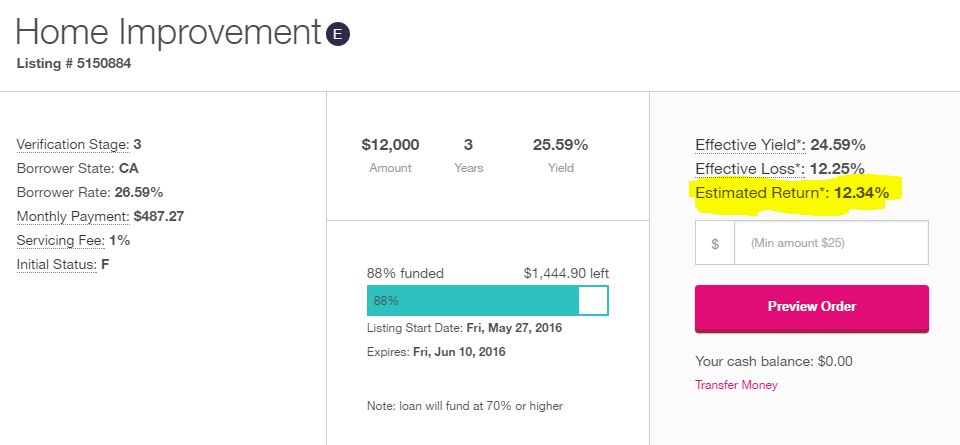 Home Improvement E
Listing # 5150884
Verification Stage: 3
Borrower State: CA
Borrower Rate: 26.59%
Monthly Payment: $487.27
Servicing Fee: 1%
Initial Status: F
$12,000 3 25.59%
Amount Years Yield
88% funded $1,444.90 left
88%
Listing Start Date: Fri, May 27, 2016
Expires: Fri, Jun 10, 2016
Note: loan will fund at 70% or higher
Effective Yield*: 24.59%
Effective Loss*: 12.25%
Estimated Return*: 12.34%
$ (Min amount $25)
Preview Order
Your cash balance: $0.00
Transfer Money